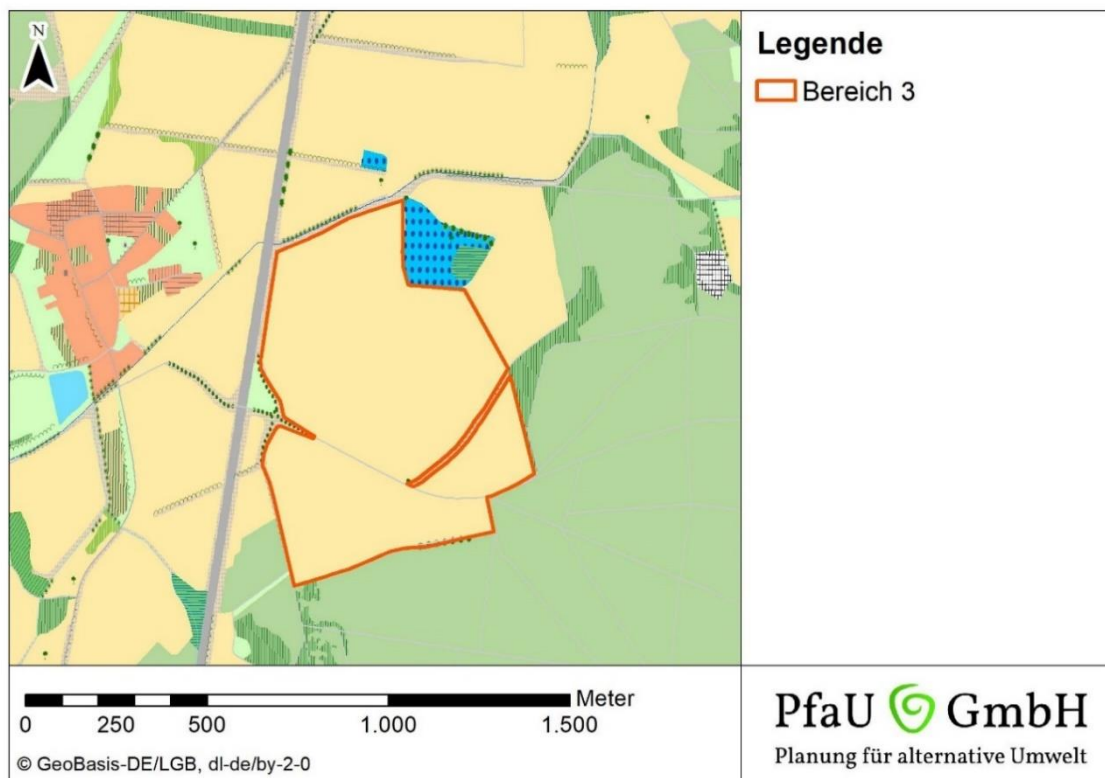 N
Legende
Bereich 3
Meter
0 250 500 1.000 1.500
© GeoBasis-DE/LGB, dl-de/by-2-0
PfaU GmbH
Planung für alternative Umwelt